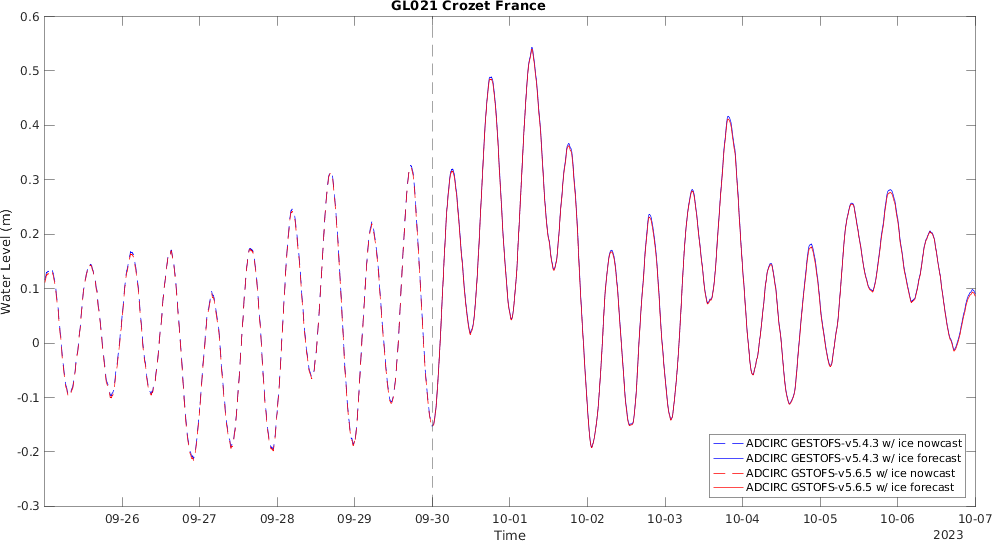 GL021 Crozet France
0.6
0.5
0.4
0.3
0.2
0.1
0
-0.1
-0.2
-0.3
Water Level (m)
ADCIRC GESTOFS-v5.4.3 w/ ice nowcast
ADCIRC GESTOFS-v5.4.3 w/ ice forecast
ADCIRC GSTOFS-v5.6.5 w/ ice nowcast
ADCIRC GSTOFS-v5.6.5 w/ ice forecast
09-26 09-27 09-28 09-29 09-30 10-01 10-02 10-03 10-04 10-05 10-06 10-07
Time
2023